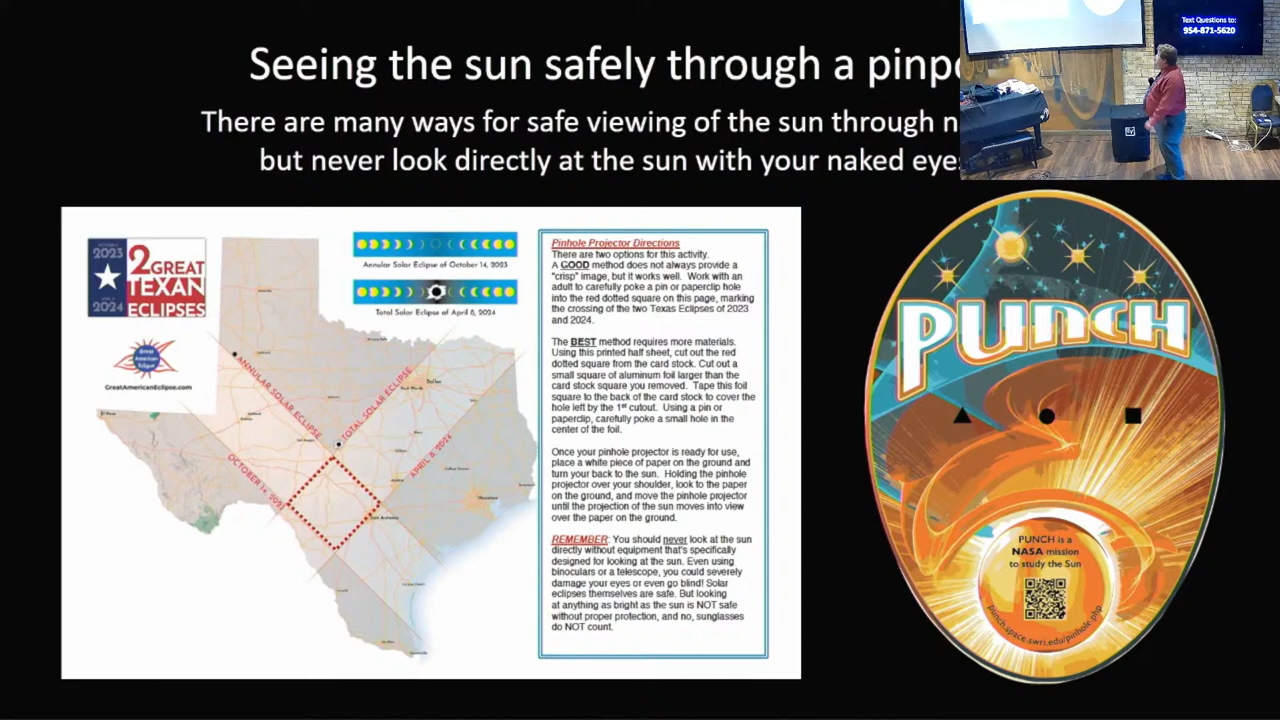 Seeing the sun safely through a pinpo
There are many ways for safe viewing of the sun through
but never look directly at the sun with your naked eyes
Text Questions to:
954-871-5620
2023
2024
2 GREAT
TEXAN
ECLIPSES
Great
American
Eclipse
GreatAmericanEclipse.com
Annular Solar Eclipse of October 14, 2023
Total Solar Eclipse of April 8, 2024
ANNULAR SOLAR ECLIPSE
TOTAL SOLAR ECLIPSE
OCTOBER 14, 2023
APRIL 8, 2024
Dallas
Houston
San Antonio
El Paso
Pinhole Projector Directions
There are two options for this activity.
A GOOD method does not always provide a
"crisp" image, but it works well. Work with an
adult to carefully poke a pin or paperclip hole
into the red dotted square on this page, marking
the crossing of the two Texas Eclipses of 2023
and 2024.
The BEST method requires more materials.
Using this printed half sheet, cut out the red
dotted square from the card stock. Cut out a
small square of aluminum foil larger than the
card stock square you removed. Tape this foil
square to the back of the card stock to cover the
hole left by the 1st cutout. Using a pin or
paperclip, carefully poke a small hole in the
center of the foil.
Once your pinhole projector is ready for use,
place a white piece of paper on the ground and
turn your back to the sun. Holding the pinhole
projector over your shoulder, look to the paper
on the ground, and move the pinhole projector
until the projection of the sun moves into view
over the paper on the ground.
REMEMBER: You should never look at the sun
directly without equipment that's specifically
designed for looking at the sun. Even using
binoculars or a telescope, you could severely
damage your eyes or even go blind! Solar
eclipses themselves are safe. But looking
at anything as bright as the sun is NOT safe
without proper protection, and no, sunglasses
do NOT count.
PUNCH
PUNCH is a
NASA mission
to study the Sun
punch-space.swri.edu/pinhole.php